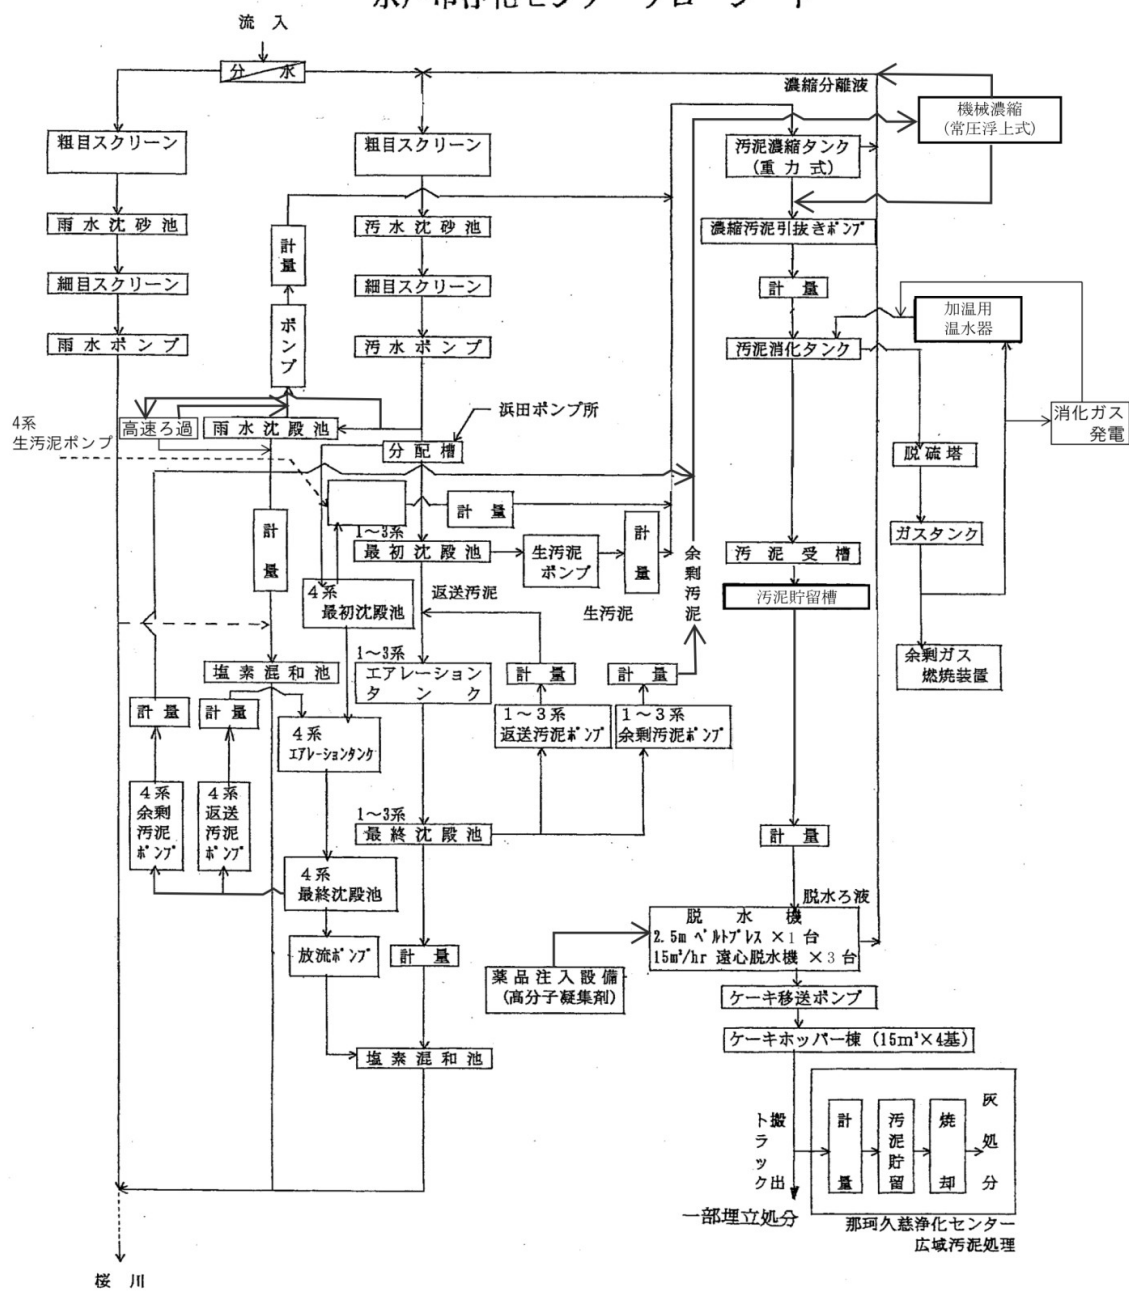 流 入
分 水
濃縮分離液
機械濃縮
(常圧浮上式)
粗目スクリーン
粗目スクリーン
汚泥濃縮タンク
(重 力 式)
雨 水 沈 砂 池
汚 水 沈 砂 池
濃縮汚泥引抜きポンプ
計量
細目スクリーン
細目スクリーン
計 量
加温用
温水器
ポンプ
雨 水 ポ ン プ
汚 水 ポ ン プ
汚泥消化タンク
浜田ポンプ所
消化ガス
発電
4系
生汚泥ポンプ
高速ろ過
雨 水 沈 殿 池
分 配 槽
脱 硫 塔
計 量
計量
ガスタンク
1～3系
最 初 沈 殿 池
生汚泥
ポンプ
計量
余剰汚泥
汚 泥 受 槽
汚泥貯留槽
4系
最初沈殿池
返送汚泥
生汚泥
塩 素 混 和 池
1～3系
エアレーション
タ ン ク
計 量
計 量
余剰ガス
燃焼装置
計 量
計 量
4系
エアレーションタンク
1～3系
返送汚泥ポンプ
1～3系
余剰汚泥ポンプ
4系
余剰
汚泥
ポンプ
4系
返送
汚泥
ポンプ
1～3系
最 終 沈 殿 池
計 量
4系
最終沈殿池
脱水ろ液
脱 水 機
2.5m ベルトプレス ×1 台
15m³/hr 遠心脱水機 ×3 台
放流ポンプ
計 量
薬品注入設備
(高分子凝集剤)
ケーキ移送ポンプ
ケーキホッパー棟 (15m³×4基)
塩 素 混 和 池
トラック
搬出
計量
汚泥貯留
焼却
灰処分
一部埋立処分
那珂久慈浄化センター
広域汚泥処理
桜 川